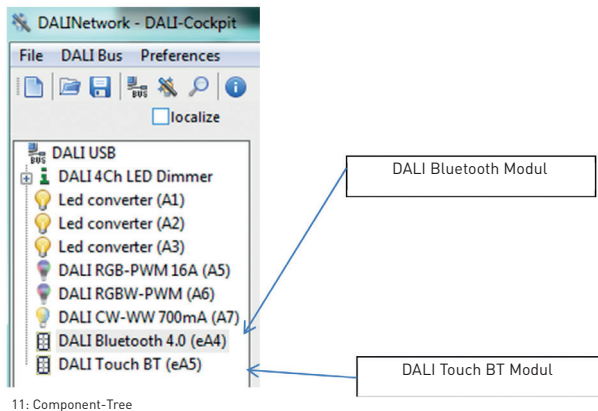 DALINetwork - DALI-Cockpit
File DALI Bus Preferences
BUS
localize
BUS DALI USB
DALI 4Ch LED Dimmer
Led converter (A1)
Led converter (A2)
Led converter (A3)
DALI RGB-PWM 16A (A5)
DALI RGBW-PWM (A6)
DALI CW-WW 700mA (A7)
DALI Bluetooth 4.0 (eA4)
DALI Touch BT (eA5)
DALI Bluetooth Modul
DALI Touch BT Modul
11: Component-Tree